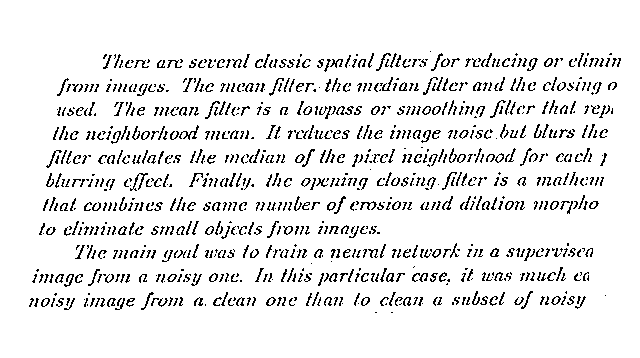 There are several classic spatial filters for reducing or elimin
from images. The mean filter, the median filter and the closing o
used. The mean filter is a lowpass or smoothing filter that repl
the neighborhood mean. It reduces the image noise but blurs the
filter calculates the median of the pixel neighborhood for each p
blurring effect. Finally, the opening closing filter is a mathem
that combines the same number of erosion and dilation morpho
to eliminate small objects from images.
The main goal was to train a neural network in a supervised
image from a noisy one. In this particular case, it was much ea
noisy image from a clean one than to clean a subset of noisy